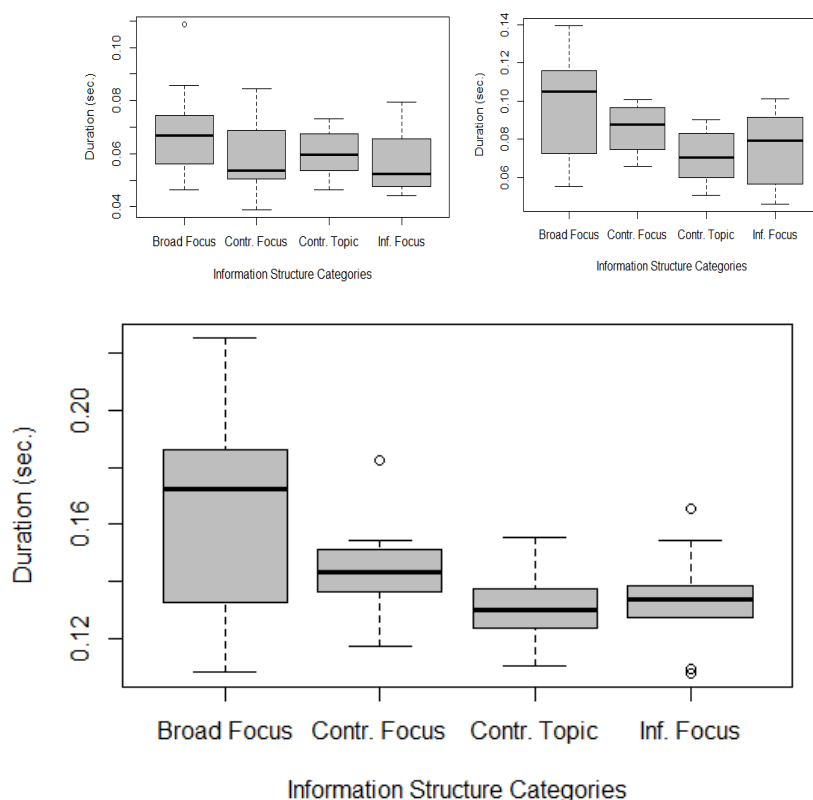 Duration (sec.)
0.10
0.08
0.06
0.04
Broad Focus Contr. Focus Contr. Topic Inf. Focus
Information Structure Categories
Duration (sec.)
0.14
0.12
0.10
0.08
0.06
Broad Focus Contr. Focus Contr. Topic Inf. Focus
Information Structure Categories
Duration (sec.)
0.20
0.16
0.12
Broad Focus Contr. Focus Contr. Topic Inf. Focus
Information Structure Categories